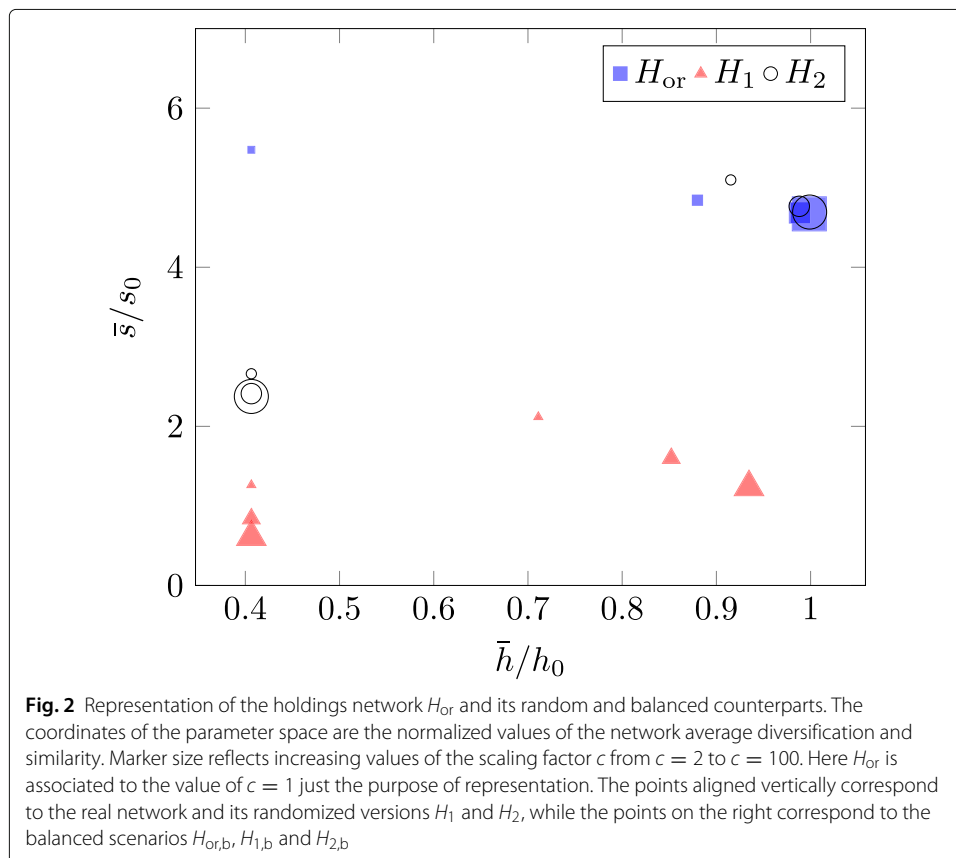 H_or H_1 H_2
6
4
2
0
s̄/s_0
0.4 0.5 0.6 0.7 0.8 0.9 1
h̄/h_0
Fig. 2 Representation of the holdings network H_or and its random and balanced counterparts. The
coordinates of the parameter space are the normalized values of the network average diversification and
similarity. Marker size reflects increasing values of the scaling factor c from c = 2 to c = 100. Here H_or is
associated to the value of c = 1 just the purpose of representation. The points aligned vertically correspond
to the real network and its randomized versions H_1 and H_2, while the points on the right correspond to the
balanced scenarios H_or,b, H_1,b and H_2,b